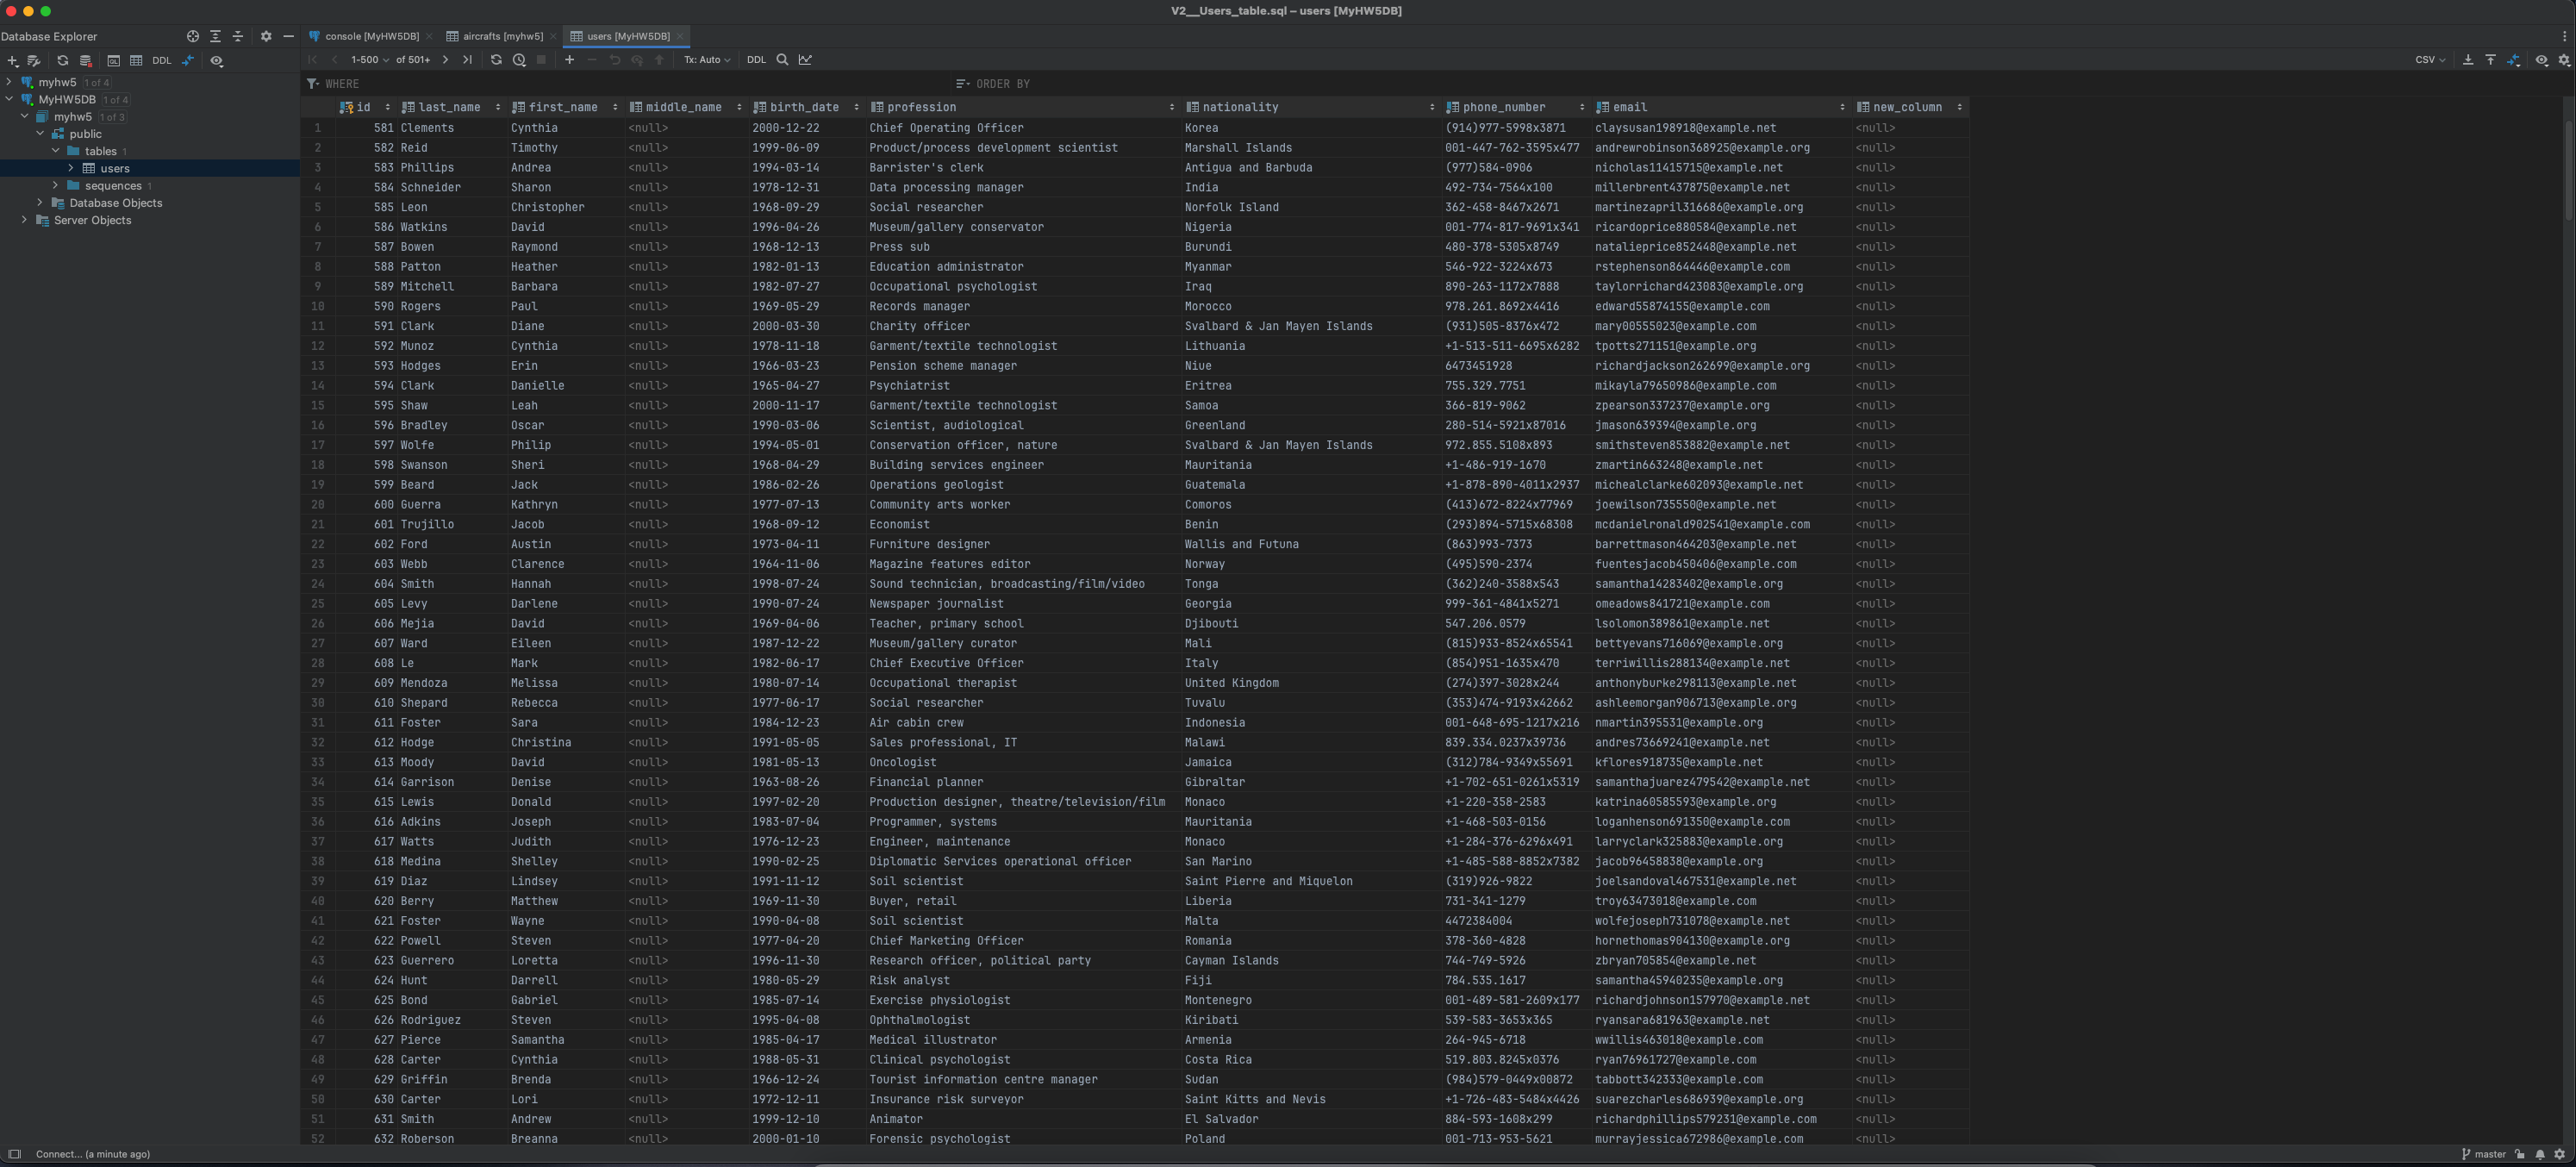 V2__Users_table.sql – users [MyHW5DB]
Database Explorer
console [MyHW5DB] aircrafts [myhw5] users [MyHW5DB]
DDL 1-500 of 501+ Tx: Auto DDL CSV
myhw5 1 of 4
MyHW5DB 1 of 4
myhw5 1 of 3
public
tables 1
users
sequences 1
Database Objects
Server Objects
WHERE ORDER BY
id last_name first_name middle_name birth_date profession nationality phone_number email new_column
1 581 Clements Cynthia <null> 2000-12-22 Chief Operating Officer Korea (914)977-5998x3871 claysusan198918@example.net <null>
2 582 Reid Timothy <null> 1999-06-09 Product/process development scientist Marshall Islands 001-447-762-3595x477 andrewrobinson368925@example.org <null>
3 583 Phillips Andrea <null> 1994-03-14 Barrister's clerk Antigua and Barbuda (977)584-0906 nicholas11415715@example.net <null>
4 584 Schneider Sharon <null> 1978-12-31 Data processing manager India 492-734-7564x100 millerbrent437875@example.net <null>
5 585 Leon Christopher <null> 1968-09-29 Social researcher Norfolk Island 362-458-8467x2671 martinezapril316686@example.org <null>
6 586 Watkins David <null> 1996-04-26 Museum/gallery conservator Nigeria 001-774-817-9691x341 ricardoprice880584@example.net <null>
7 587 Bowen Raymond <null> 1968-12-13 Press sub Burundi 480-378-5305x8749 natalieprice852448@example.net <null>
8 588 Patton Heather <null> 1982-01-13 Education administrator Myanmar 546-922-3224x673 rstephenson864446@example.com <null>
9 589 Mitchell Barbara <null> 1982-07-27 Occupational psychologist Iraq 890-263-1172x7888 taylorrichard423083@example.org <null>
10 590 Rogers Paul <null> 1969-05-29 Records manager Morocco 978.261.8692x4416 edward55874155@example.com <null>
11 591 Clark Diane <null> 2000-03-30 Charity officer Svalbard & Jan Mayen Islands (931)505-8376x472 mary00555023@example.com <null>
12 592 Munoz Cynthia <null> 1978-11-18 Garment/textile technologist Lithuania +1-513-511-6695x6282 tpotts271151@example.org <null>
13 593 Hodges Erin <null> 1966-03-23 Pension scheme manager Niue 6473451928 richardjackson262699@example.org <null>
14 594 Clark Danielle <null> 1965-04-27 Psychiatrist Eritrea 755.329.7751 mikayla79650986@example.com <null>
15 595 Shaw Leah <null> 2000-11-17 Garment/textile technologist Samoa 366-819-9062 zpearson337237@example.org <null>
16 596 Bradley Oscar <null> 1990-03-06 Scientist, audiological Greenland 280-514-5921x87016 jmason639394@example.org <null>
17 597 Wolfe Philip <null> 1994-05-01 Conservation officer, nature Svalbard & Jan Mayen Islands 972.855.5108x893 smithsteven853882@example.net <null>
18 598 Swanson Sheri <null> 1968-04-29 Building services engineer Mauritania +1-486-919-1670 zmartin663248@example.net <null>
19 599 Beard Jack <null> 1986-02-26 Operations geologist Guatemala +1-878-890-4011x2937 michealclarke602093@example.net <null>
20 600 Guerra Kathryn <null> 1977-07-13 Community arts worker Comoros (413)672-8224x77969 joewilson735550@example.net <null>
21 601 Trujillo Jacob <null> 1968-09-12 Economist Benin (293)894-5715x68308 mcdanielronald902541@example.com <null>
22 602 Ford Austin <null> 1973-04-11 Furniture designer Wallis and Futuna (863)993-7373 barrettmason464203@example.net <null>
23 603 Webb Clarence <null> 1964-11-06 Magazine features editor Norway (495)590-2374 fuentesjacob450406@example.com <null>
24 604 Smith Hannah <null> 1998-07-24 Sound technician, broadcasting/film/video Tonga (362)240-3588x543 samantha14283402@example.org <null>
25 605 Levy Darlene <null> 1990-07-24 Newspaper journalist Georgia 999-361-4841x5271 omeadows841721@example.com <null>
26 606 Mejia David <null> 1969-04-06 Teacher, primary school Djibouti 547.206.0579 lsolomon389861@example.net <null>
27 607 Ward Eileen <null> 1987-12-22 Museum/gallery curator Mali (815)933-8524x65541 bettyevans716069@example.org <null>
28 608 Le Mark <null> 1982-06-17 Chief Executive Officer Italy (854)951-1635x470 terriwillis288134@example.net <null>
29 609 Mendoza Melissa <null> 1980-07-14 Occupational therapist United Kingdom (274)397-3028x244 anthonyburke298113@example.net <null>
30 610 Shepard Rebecca <null> 1977-06-17 Social researcher Tuvalu (353)474-9193x42662 ashleemorgan906713@example.org <null>
31 611 Foster Sara <null> 1984-12-23 Air cabin crew Indonesia 001-648-695-1217x216 nmartin395531@example.org <null>
32 612 Hodge Christina <null> 1991-05-05 Sales professional, IT Malawi 839.334.0237x39736 andres73669241@example.net <null>
33 613 Moody David <null> 1981-05-13 Oncologist Jamaica (312)784-9349x55691 kflores918735@example.net <null>
34 614 Garrison Denise <null> 1963-08-26 Financial planner Gibraltar +1-702-651-0261x5319 samanthajuarez479542@example.net <null>
35 615 Lewis Donald <null> 1997-02-20 Production designer, theatre/television/film Monaco +1-220-358-2583 katrina60585593@example.org <null>
36 616 Adkins Joseph <null> 1983-07-04 Programmer, systems Mauritania +1-468-503-0156 loganhenson691350@example.com <null>
37 617 Watts Judith <null> 1976-12-23 Engineer, maintenance Monaco +1-284-376-6296x491 larryclark325883@example.org <null>
38 618 Medina Shelley <null> 1990-02-25 Diplomatic Services operational officer San Marino +1-485-588-8852x7382 jacob96458838@example.org <null>
39 619 Diaz Lindsey <null> 1991-11-12 Soil scientist Saint Pierre and Miquelon (319)926-9822 joelsandoval467531@example.net <null>
40 620 Berry Matthew <null> 1969-11-30 Buyer, retail Liberia 731-341-1279 troy63473018@example.com <null>
41 621 Foster Wayne <null> 1990-04-08 Soil scientist Malta 4472384004 wolfejoseph731078@example.net <null>
42 622 Powell Steven <null> 1977-04-20 Chief Marketing Officer Romania 378-360-4828 hornethomas904130@example.org <null>
43 623 Guerrero Loretta <null> 1996-11-30 Research officer, political party Cayman Islands 744-749-5926 zbryan705854@example.net <null>
44 624 Hunt Darrell <null> 1980-05-29 Risk analyst Fiji 784.535.1617 samantha45940235@example.org <null>
45 625 Bond Gabriel <null> 1985-07-14 Exercise physiologist Montenegro 001-489-581-2609x177 richardjohnson157970@example.net <null>
46 626 Rodriguez Steven <null> 1995-04-08 Ophthalmologist Kiribati 539-583-3653x365 ryansara681963@example.net <null>
47 627 Pierce Samantha <null> 1985-04-17 Medical illustrator Armenia 264-945-6718 wwillis463018@example.com <null>
48 628 Carter Cynthia <null> 1988-05-31 Clinical psychologist Costa Rica 519.803.8245x0376 ryan76961727@example.com <null>
49 629 Griffin Brenda <null> 1966-12-24 Tourist information centre manager Sudan (984)579-0449x00872 tabbott342333@example.com <null>
50 630 Carter Lori <null> 1972-12-11 Insurance risk surveyor Saint Kitts and Nevis +1-726-483-5484x4426 suarezcharles686939@example.org <null>
51 631 Smith Andrew <null> 1999-12-10 Animator El Salvador 884-593-1608x299 richardphillips579231@example.com <null>
52 632 Roberson Breanna <null> 2000-01-10 Forensic psychologist Poland 001-713-953-5621 murrayjessica672986@example.com <null>
Connect... (a minute ago) master